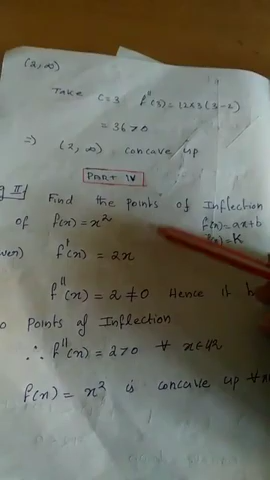 (2, ∞)
Take c=3 f''(3)=12×3(3-2)
= 36>0
⇒ (2, ∞) concave up
PART IV
Find the points of Inflection
of f(x)=x² f(x)=ax+b
f(x)=K
f'(x) = 2x
f''(x) = 2 ≠0 Hence it
Points of Inflection
∴ f''(x) = 2>0 ∀
f(x) = x² is concave up